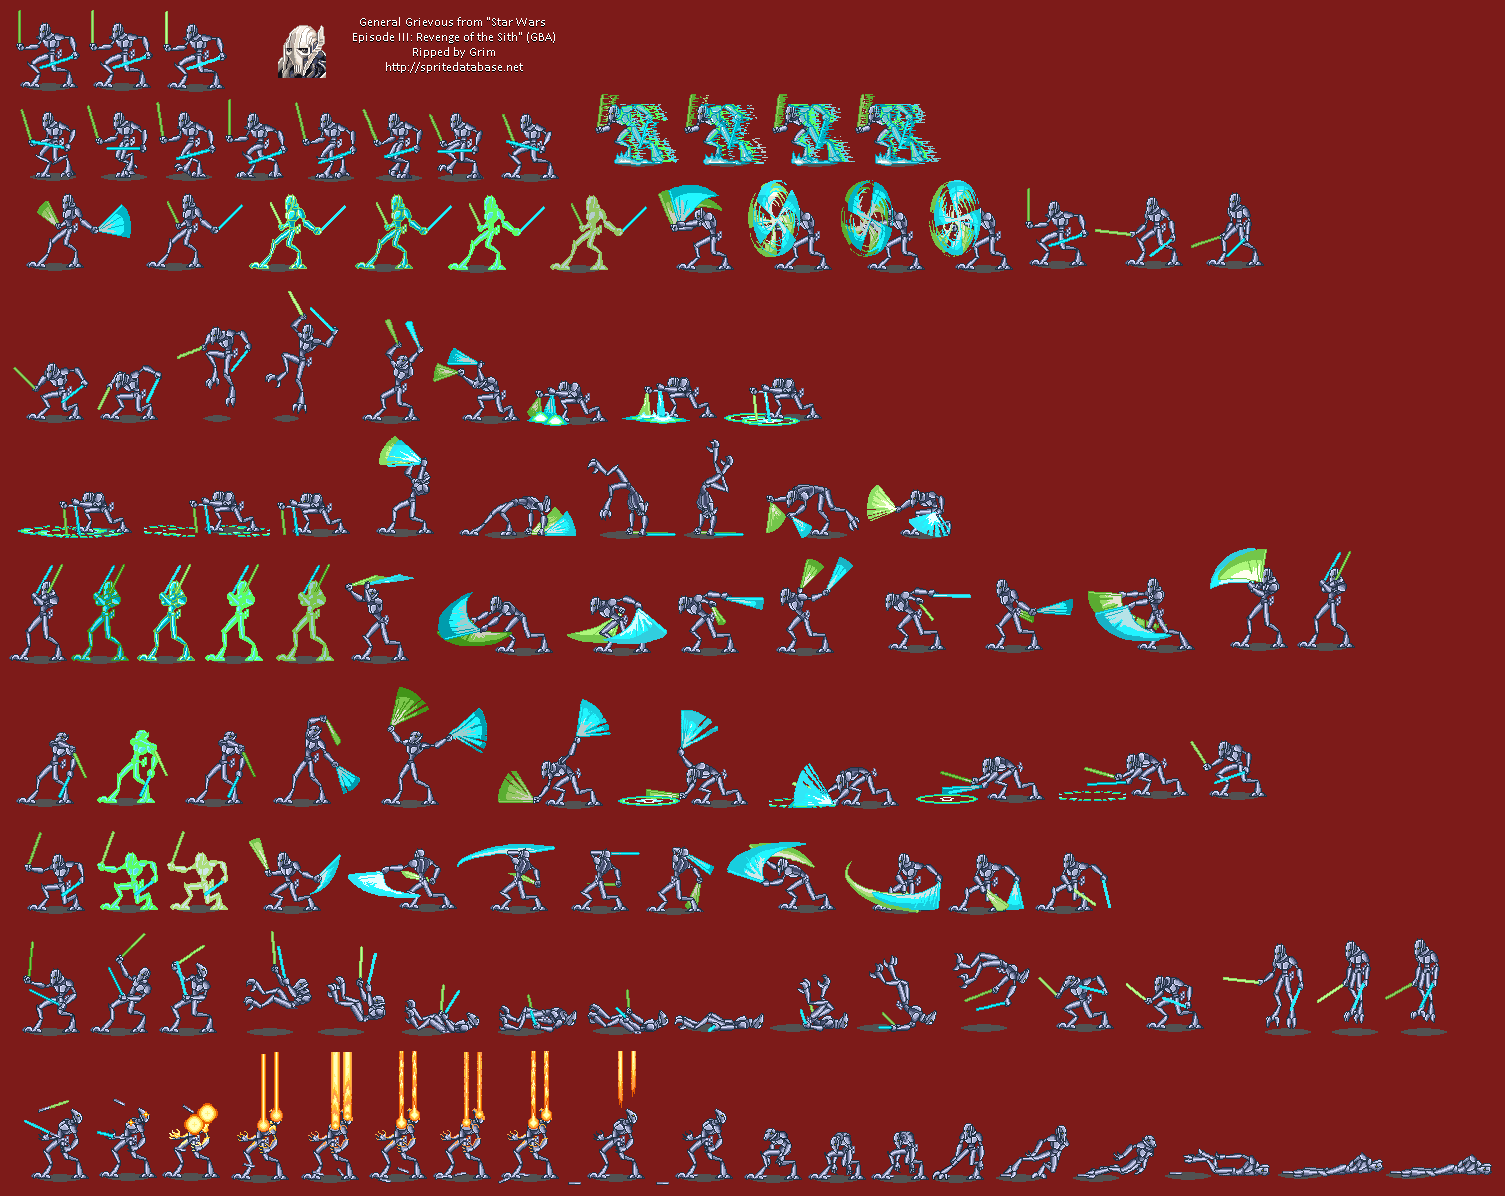 General Grievous from "Star Wars
Episode III: Revenge of the Sith" (GBA)
Ripped by Grim
http://spritedatabase.net